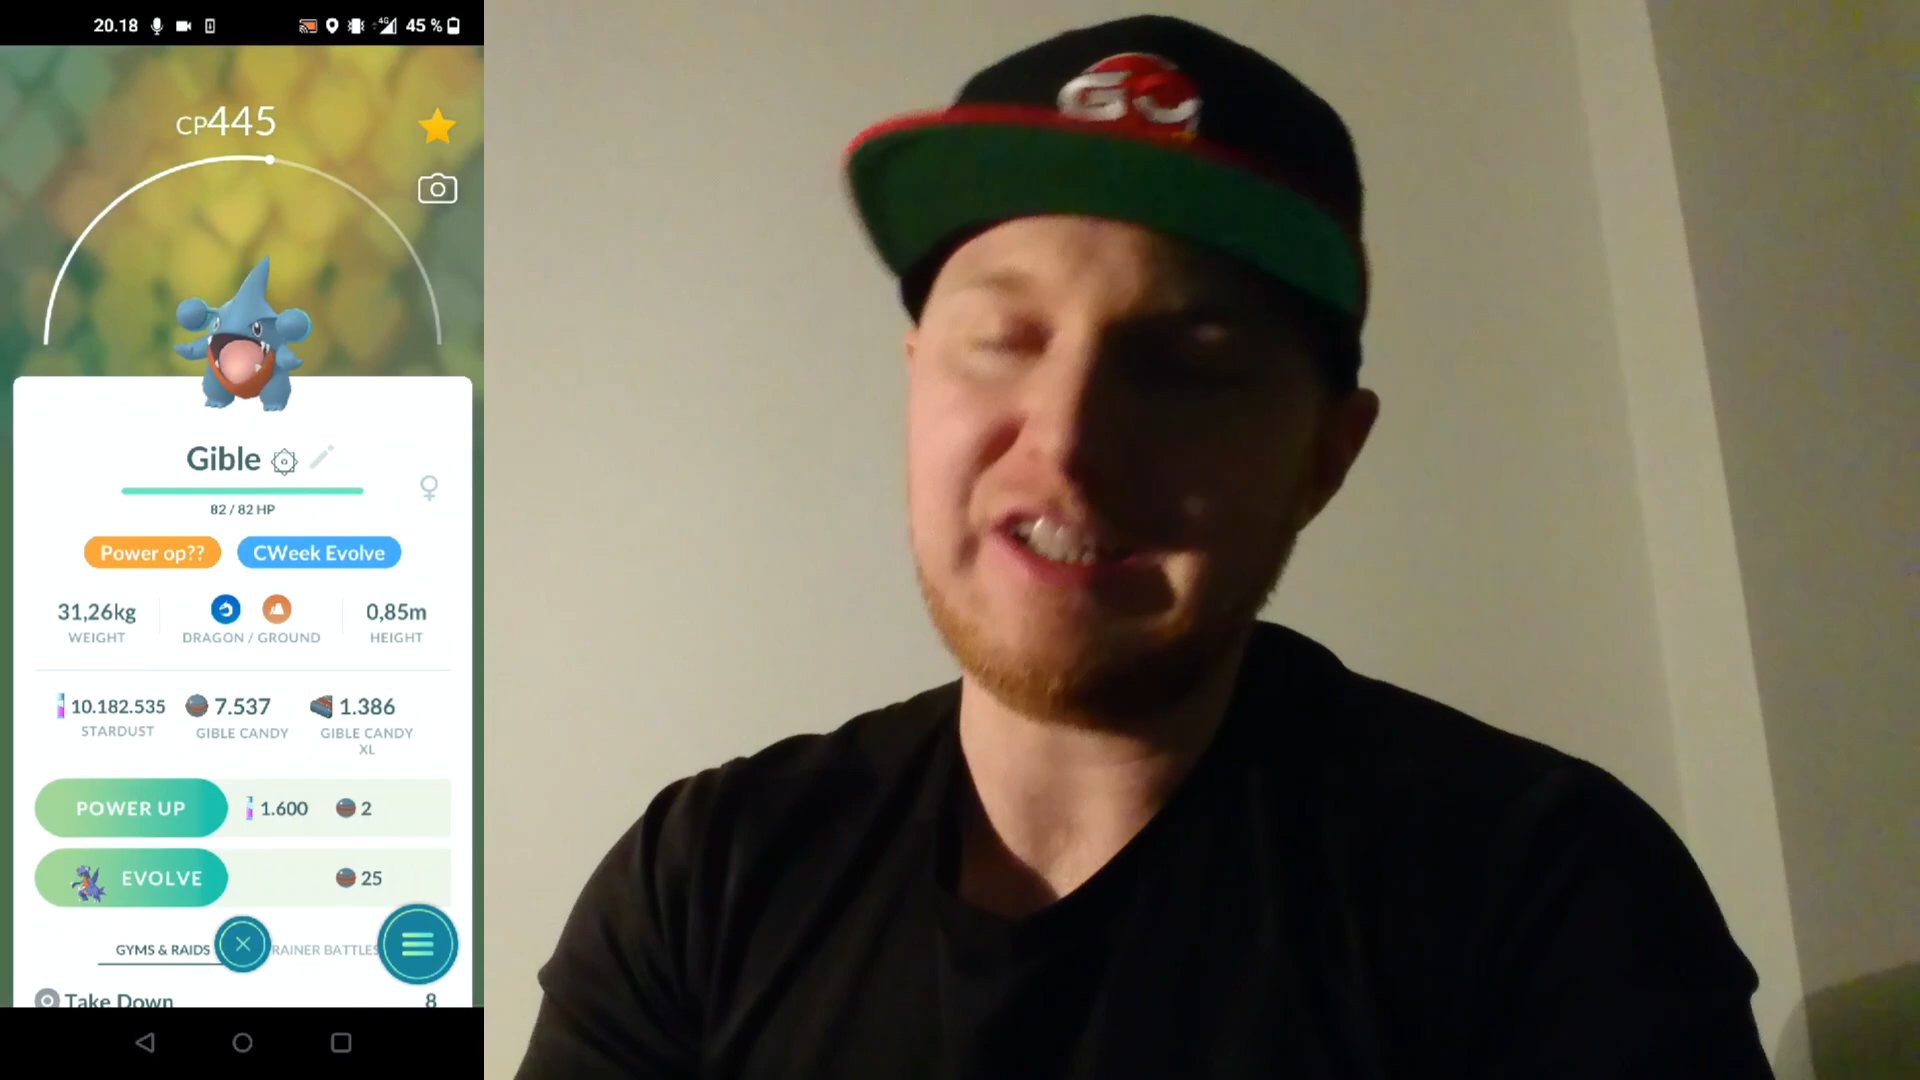 20.18
4G
45 %
CP445
Gible
82 / 82 HP
Power op??
CWeek Evolve
31,26kg
WEIGHT
DRAGON / GROUND
0,85m
HEIGHT
10.182.535
STARDUST
7.537
GIBLE CANDY
1.386
GIBLE CANDY
XL
POWER UP
1.600
2
EVOLVE
25
GYMS & RAIDS
RAINER BATTLES
Take Down
8
GO